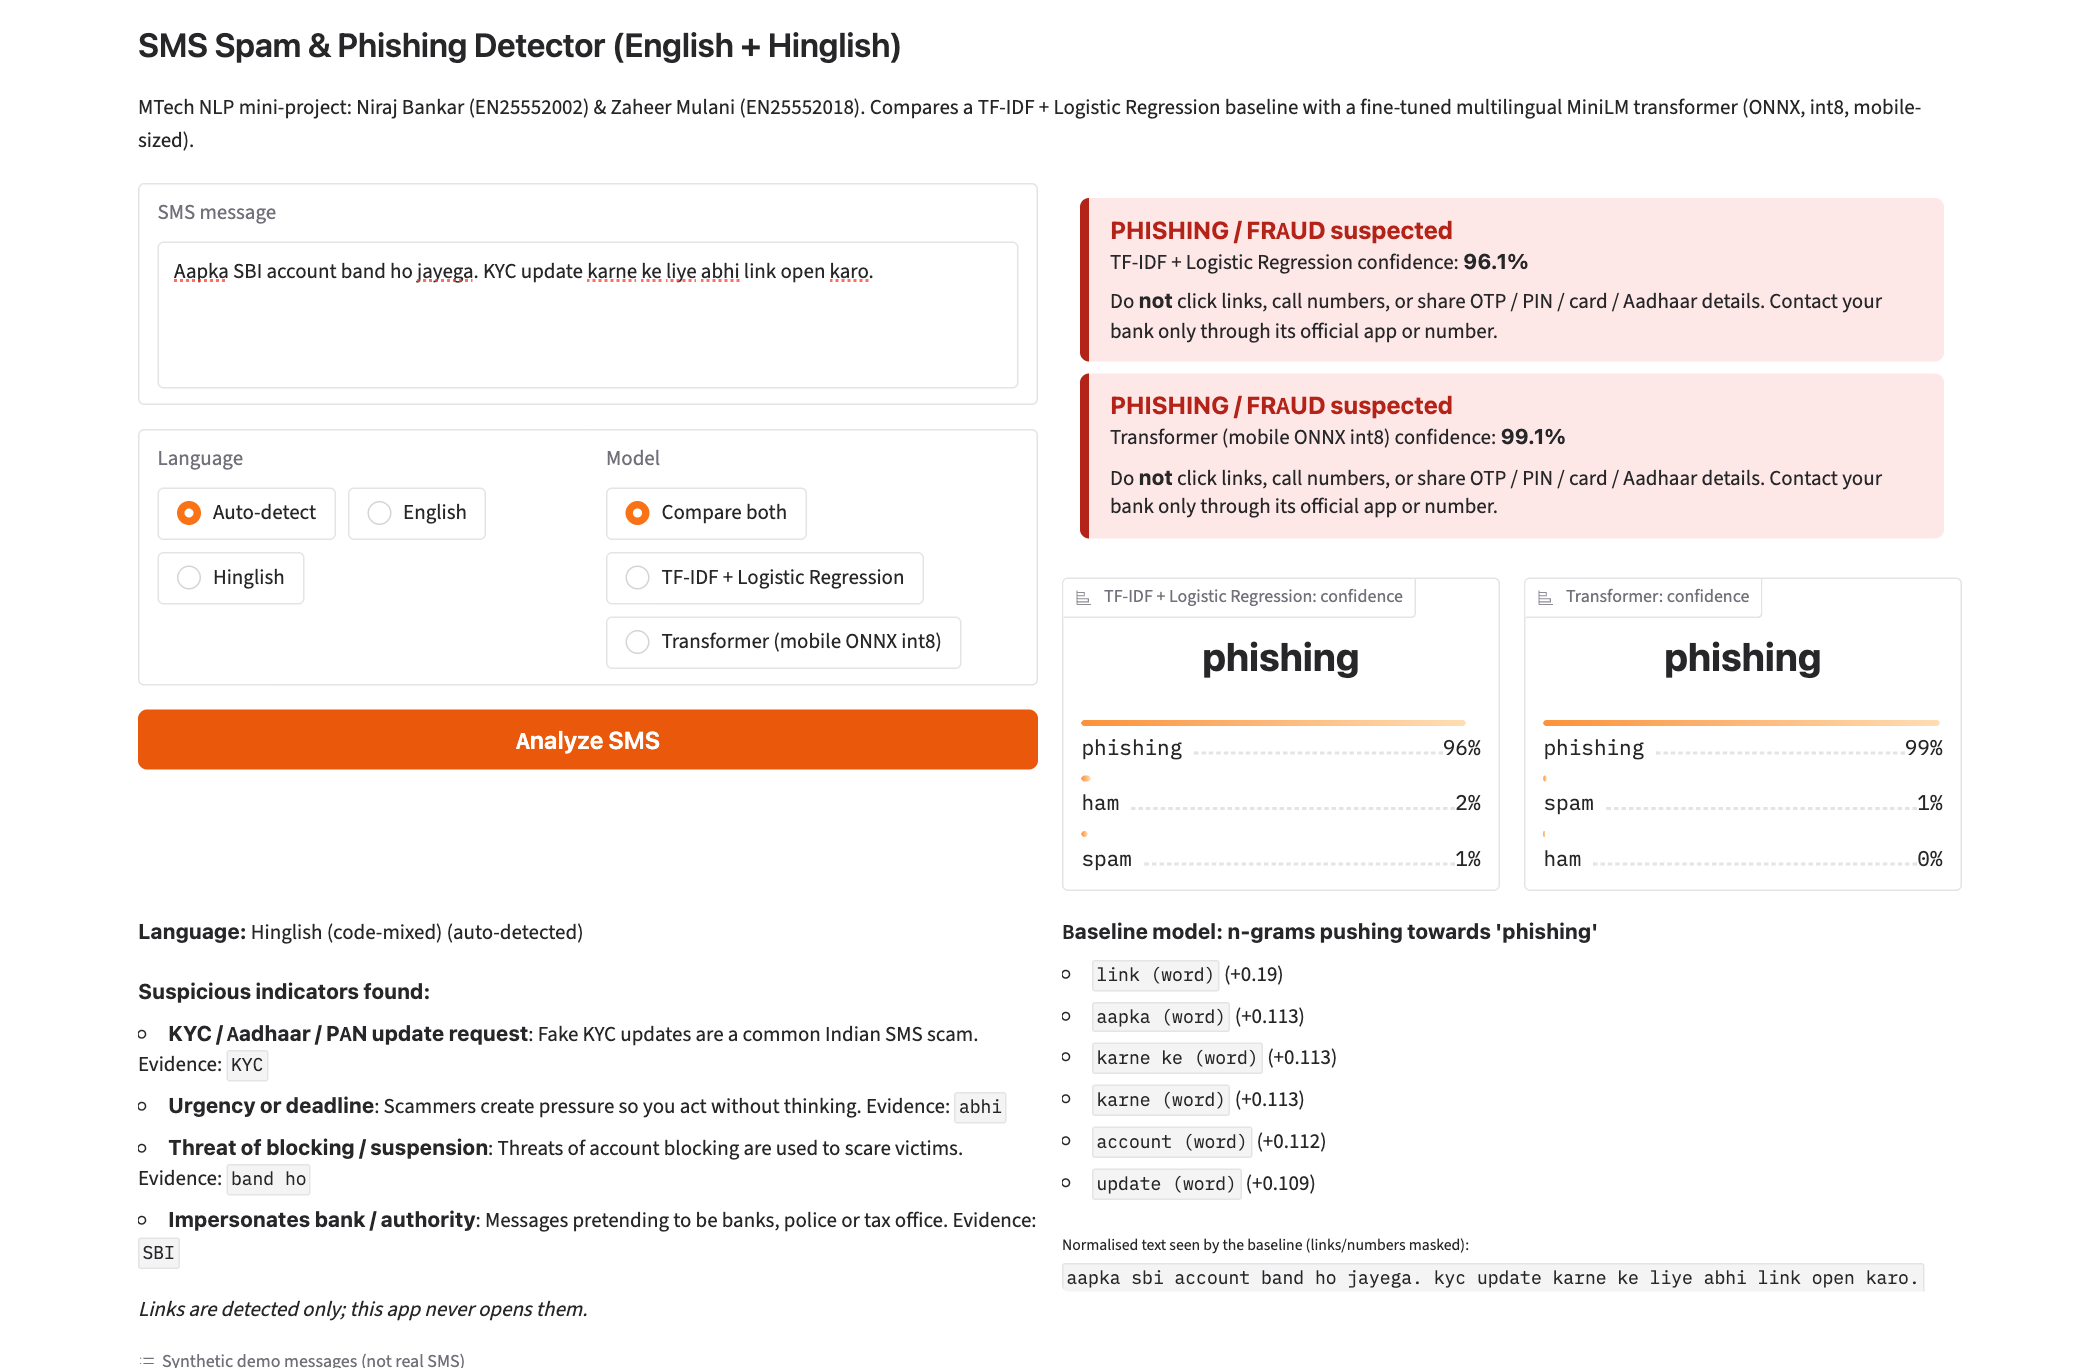 SMS Spam & Phishing Detector (English + Hinglish)
MTech NLP mini-project: Niraj Bankar (EN25552002) & Zaheer Mulani (EN25552018). Compares a TF-IDF + Logistic Regression baseline with a fine-tuned multilingual MiniLM transformer (ONNX, int8, mobile-
sized).
SMS message
Aapka SBI account band ho jayega. KYC update karne ke liye abhi link open karo.
Language
Auto-detect
English
Hinglish
Model
Compare both
TF-IDF + Logistic Regression
Transformer (mobile ONNX int8)
Analyze SMS
PHISHING / FRAUD suspected
TF-IDF + Logistic Regression confidence: 96.1%
Do not click links, call numbers, or share OTP / PIN / card / Aadhaar details. Contact your
bank only through its official app or number.
PHISHING / FRAUD suspected
Transformer (mobile ONNX int8) confidence: 99.1%
Do not click links, call numbers, or share OTP / PIN / card / Aadhaar details. Contact your
bank only through its official app or number.
TF-IDF + Logistic Regression: confidence
phishing
phishing 96%
ham 2%
spam 1%
Transformer: confidence
phishing
phishing 99%
spam 1%
ham 0%
Language: Hinglish (code-mixed) (auto-detected)
Suspicious indicators found:
KYC / Aadhaar / PAN update request: Fake KYC updates are a common Indian SMS scam.
Evidence: KYC
Urgency or deadline: Scammers create pressure so you act without thinking. Evidence: abhi
Threat of blocking / suspension: Threats of account blocking are used to scare victims.
Evidence: band ho
Impersonates bank / authority: Messages pretending to be banks, police or tax office. Evidence:
SBI
Links are detected only; this app never opens them.
Synthetic demo messages (not real SMS)
Baseline model: n-grams pushing towards 'phishing'
link (word) (+0.19)
aapka (word) (+0.113)
karne ke (word) (+0.113)
karne (word) (+0.113)
account (word) (+0.112)
update (word) (+0.109)
Normalised text seen by the baseline (links/numbers masked):
aapka sbi account band ho jayega. kyc update karne ke liye abhi link open karo.